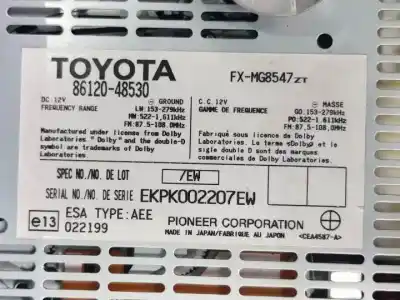 TOYOTA
86120-48530
FX-MG8547ZT
DC.12V ⊖ GROUND
FREQUENCY RANGE LW:153-279kHz
MW:522-1,611kHz
FM:87.5-108.0MHz
C.C.12V ⊖ MASSE
GAMME DE FREQUENCE GO:153-279kHz
PO:522-1,611kHz
FM:87.5-108.0MHz
Manufactured under license from Dolby
Laboratories "Dolby" and the double-D
symbol are trademarks of Dolby
Laboratories.
Fabriqué sous licence de Dolby
Laboratories. "Dolby" et le
sigle double D sont des marques
commerciales de Dolby
Laboratories.
SPEC NO./NO. DE LOT /EW
SERIAL NO./NO. DE SERIE EKPK002207EW
e13 ESA TYPE:AEE
022199
PIONEER CORPORATION
MADE IN JAPAN/FABRIQUE AU JAPON
<CEA4587-A>